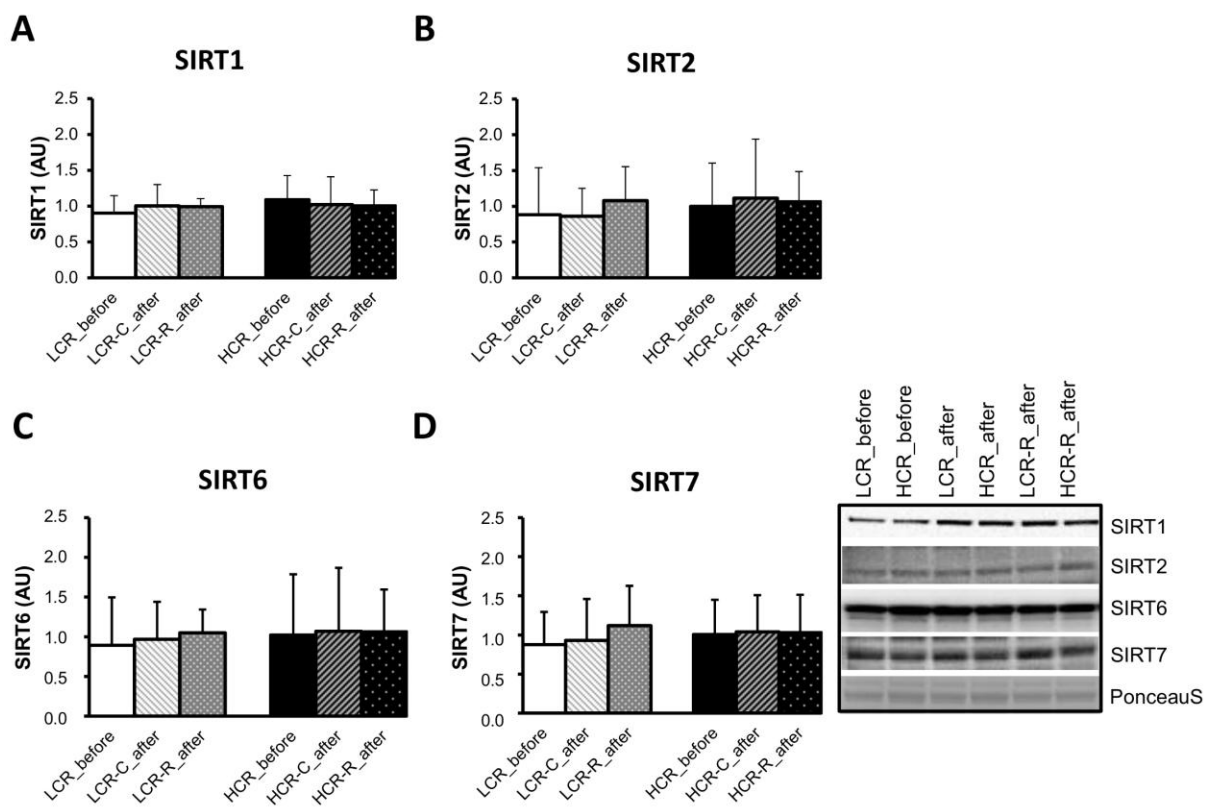 A
SIRT1
SIRT1 (AU)
2.5
2.0
1.5
1.0
0.5
0.0
LCR_before
LCR-C_after
LCR-R_after
HCR_before
HCR-C_after
HCR-R_after
B
SIRT2
SIRT2 (AU)
2.5
2.0
1.5
1.0
0.5
0.0
LCR_before
LCR-C_after
LCR-R_after
HCR_before
HCR-C_after
HCR-R_after
C
SIRT6
SIRT6 (AU)
2.5
2.0
1.5
1.0
0.5
0.0
LCR_before
LCR-C_after
LCR-R_after
HCR_before
HCR-C_after
HCR-R_after
D
SIRT7
SIRT7 (AU)
2.5
2.0
1.5
1.0
0.5
0.0
LCR_before
LCR-C_after
LCR-R_after
HCR_before
HCR-C_after
HCR-R_after
LCR_before
HCR_before
LCR_after
HCR_after
LCR-R_after
HCR-R_after
SIRT1
SIRT2
SIRT6
SIRT7
PonceauS